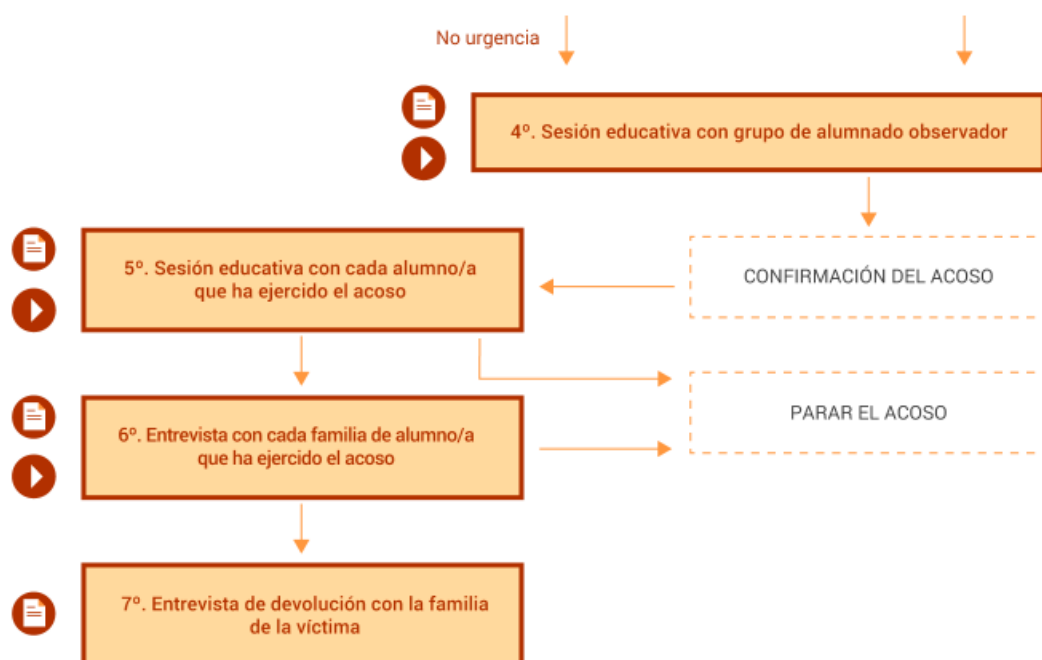 No urgencia
4º. Sesión educativa con grupo de alumnado observador
5º. Sesión educativa con cada alumno/a
que ha ejercido el acoso
CONFIRMACIÓN DEL ACOSO
PARAR EL ACOSO
6º. Entrevista con cada familia de alumno/a
que ha ejercido el acoso
7º. Entrevista de devolución con la familia
de la víctima